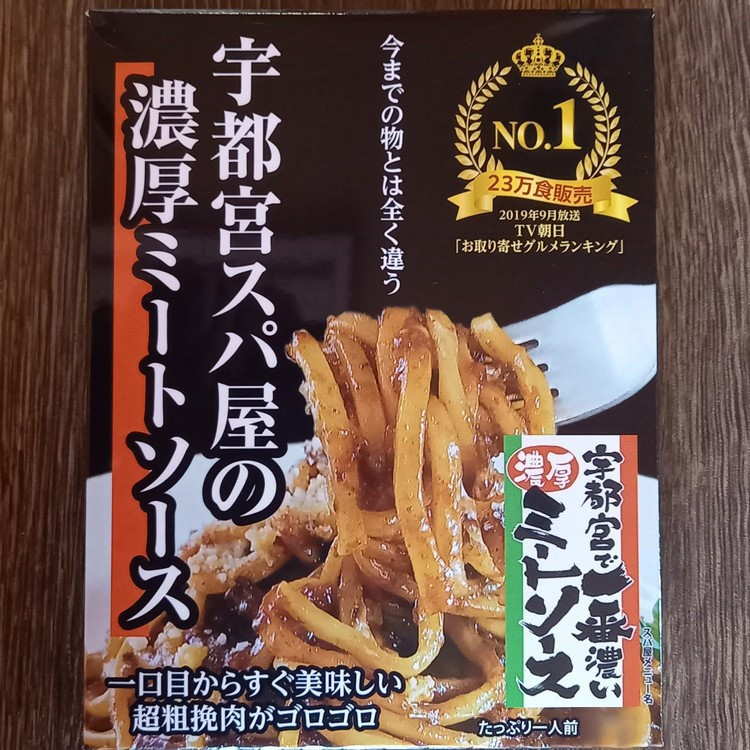 宇都宮スパ屋の
濃厚ミートソース
今までの物とは全く違う
NO.1
23万食販売
2019年9月放送
TV朝日
「お取り寄せグルメランキング」
宇都宮で一番濃い
濃厚
ミートソース
スパ屋メニュー名
一口目からすぐ美味しい
超粗挽肉がゴロゴロ
たっぷり一人前